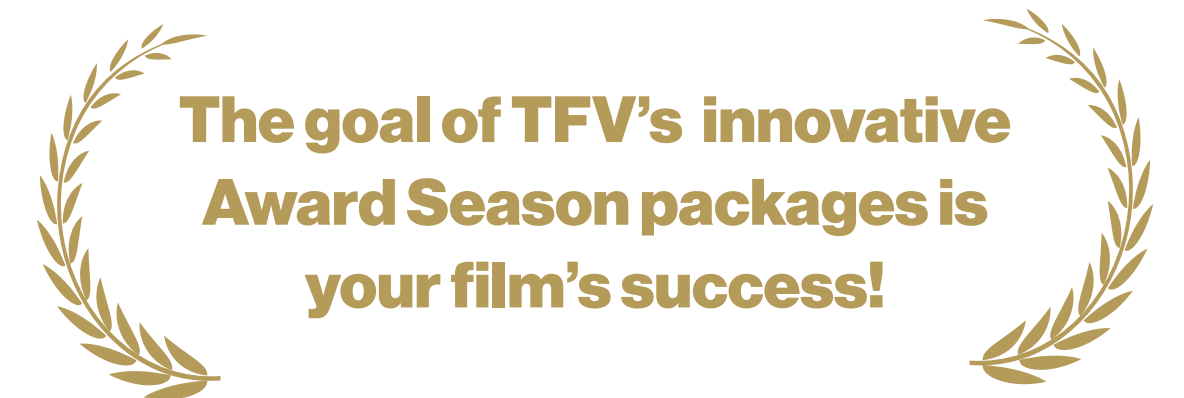 The goal of TFV’s innovative
Award Season packages is
your film’s success!